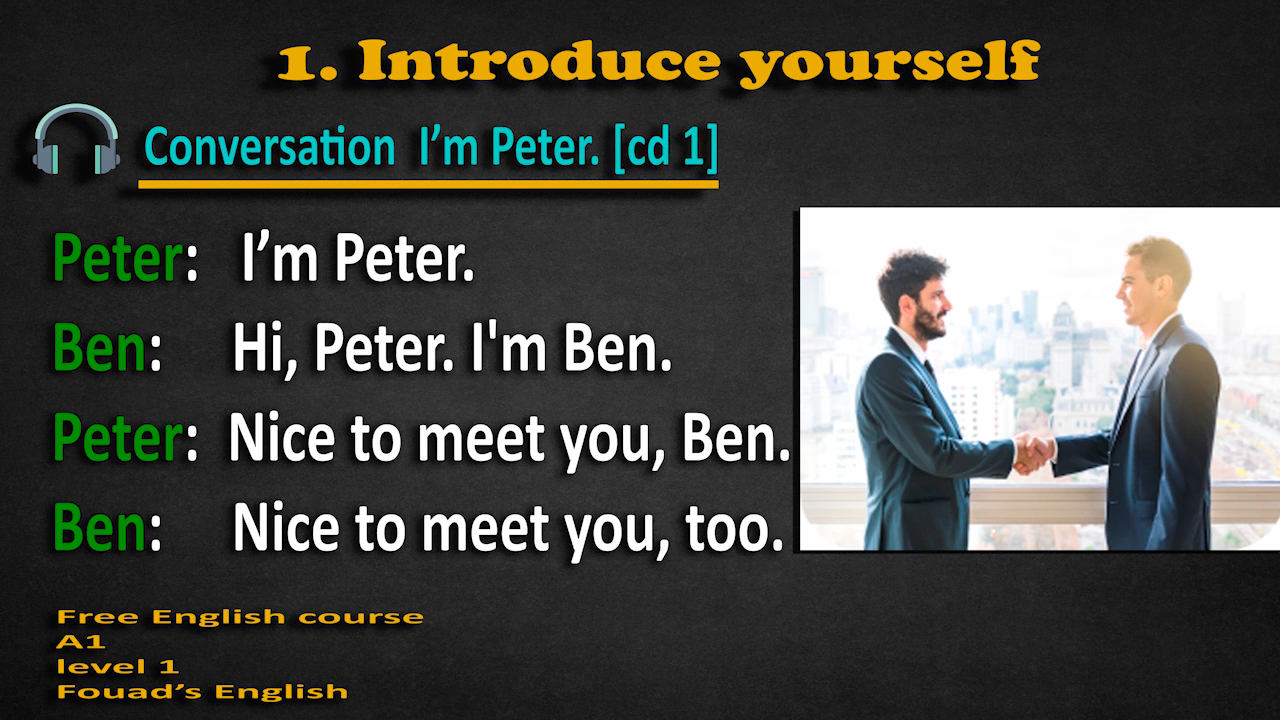 1. Introduce yourself
Conversation I’m Peter. [cd 1]
Peter: I’m Peter.
Ben: Hi, Peter. I'm Ben.
Peter: Nice to meet you, Ben.
Ben: Nice to meet you, too.
Free English course
A1
level 1
Fouad’s English